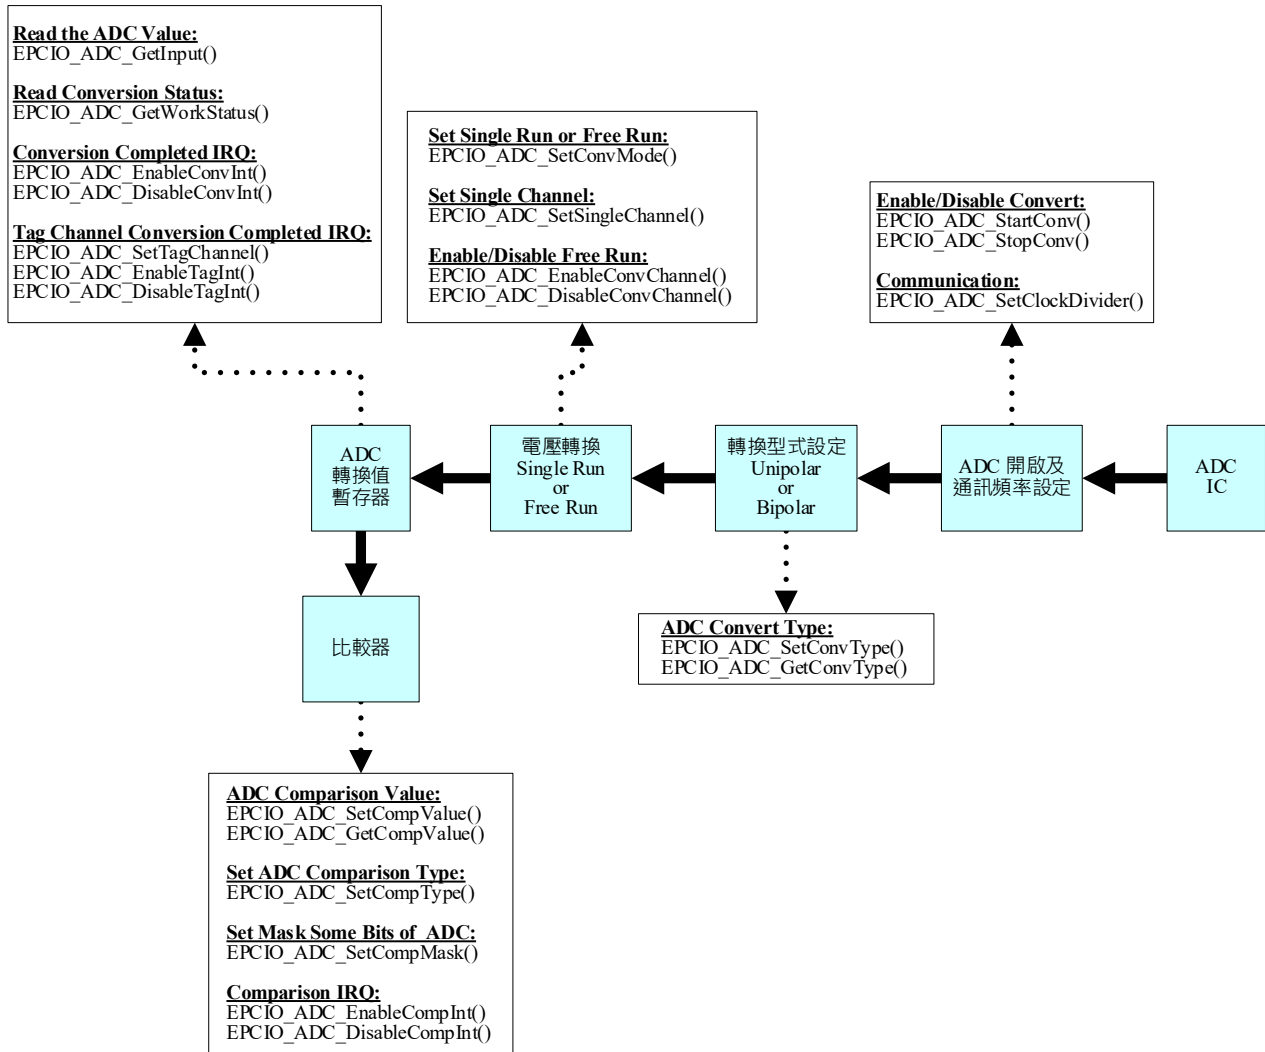 Read the ADC Value:
EPCIO_ADC_GetInput()
Read Conversion Status:
EPCIO_ADC_GetWorkStatus()
Conversion Completed IRQ:
EPCIO_ADC_EnableConvInt()
EPCIO_ADC_DisableConvInt()
Tag Channel Conversion Completed IRQ:
EPCIO_ADC_SetTagChannel()
EPCIO_ADC_EnableTagInt()
EPCIO_ADC_DisableTagInt()
Set Single Run or Free Run:
EPCIO_ADC_SetConvMode()
Set Single Channel:
EPCIO_ADC_SetSingleChannel()
Enable/Disable Free Run:
EPCIO_ADC_EnableConvChannel()
EPCIO_ADC_DisableConvChannel()
Enable/Disable Convert:
EPCIO_ADC_StartConv()
EPCIO_ADC_StopConv()
Communication:
EPCIO_ADC_SetClockDivider()
ADC
轉換值
暫存器
電壓轉換
Single Run
or
Free Run
轉換型式設定
Unipolar
or
Bipolar
ADC 開啟及
通訊頻率設定
ADC
IC
比較器
ADC Convert Type:
EPCIO_ADC_SetConvType()
EPCIO_ADC_GetConvType()
ADC Comparison Value:
EPCIO_ADC_SetCompValue()
EPCIO_ADC_GetCompValue()
Set ADC Comparison Type:
EPCIO_ADC_SetCompType()
Set Mask Some Bits of ADC:
EPCIO_ADC_SetCompMask()
Comparison IRQ:
EPCIO_ADC_EnableCompInt()
EPCIO_ADC_DisableCompInt()